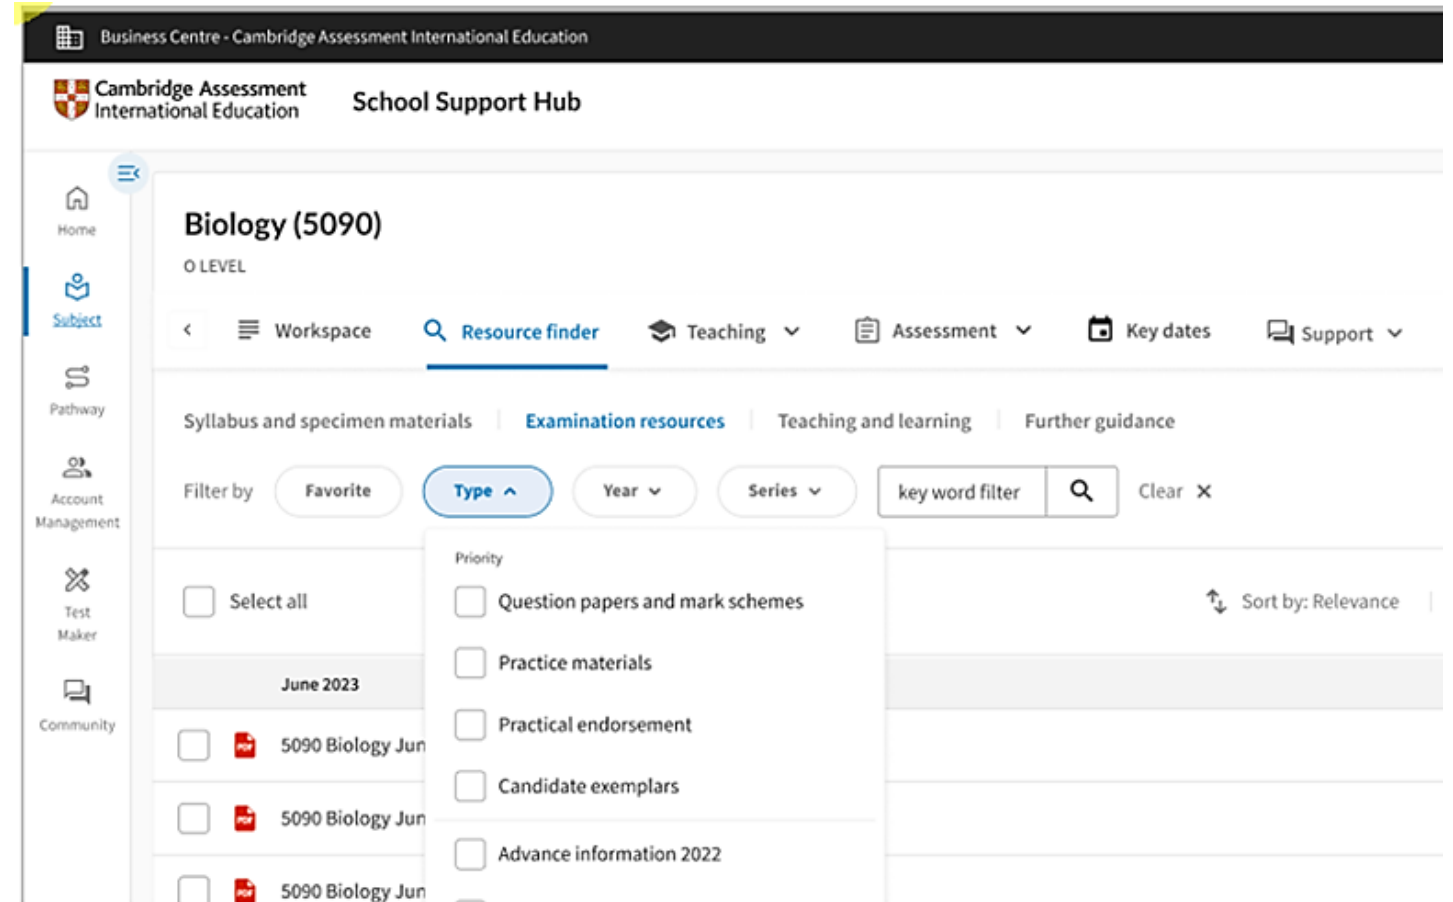 Business Centre - Cambridge Assessment International Education
Cambridge Assessment
International Education
School Support Hub
Home
Subject
Pathway
Account
Management
Test
Maker
Community
Biology (5090)
O LEVEL
Workspace
Resource finder
Teaching
Assessment
Key dates
Support
Syllabus and specimen materials
Examination resources
Teaching and learning
Further guidance
Filter by
Favorite
Type
Year
Series
key word filter
Clear
Priority
Question papers and mark schemes
Practice materials
Practical endorsement
Candidate exemplars
Advance information 2022
Select all
Sort by: Relevance
June 2023
PDF
5090 Biology Jun
PDF
5090 Biology Jun
PDF
5090 Biology Jun